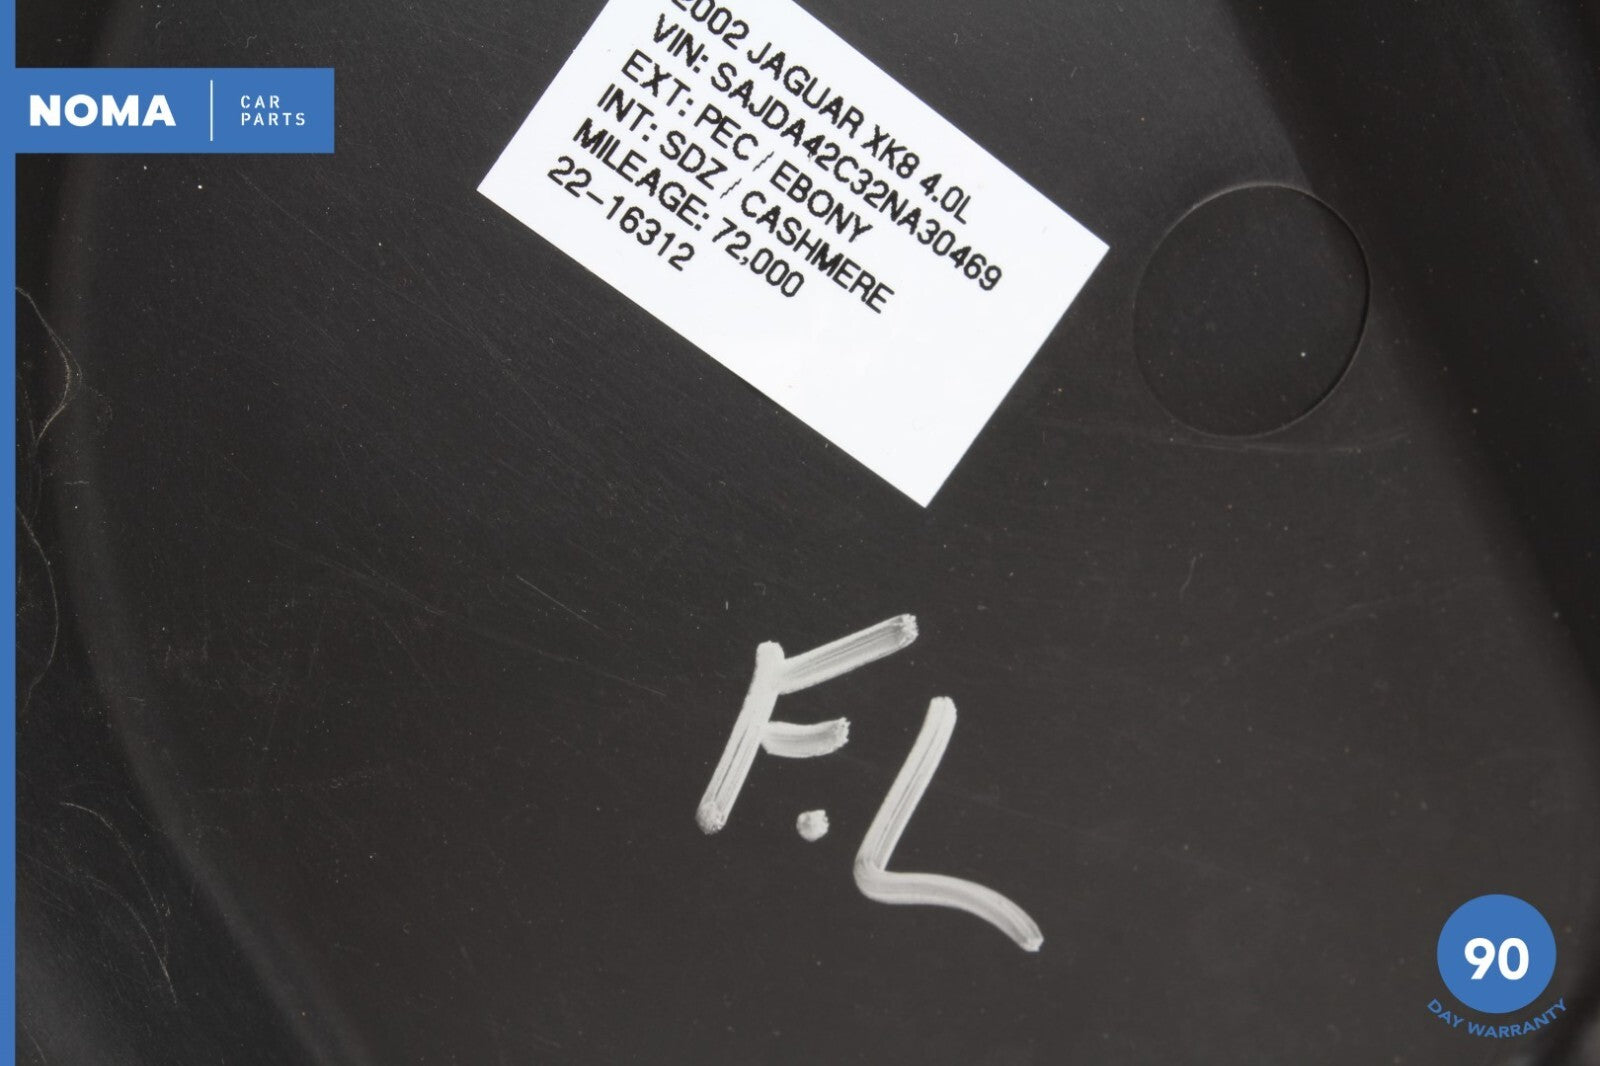 NOMA
CAR
PARTS
2002 JAGUAR XK8 4.0L
VIN: SAJDA42C32NA30469
EXT: PEC / EBONY
INT: SDZ / CASHMERE
MILEAGE: 72,000
22-16312
F.L
90
DAY WARRANTY